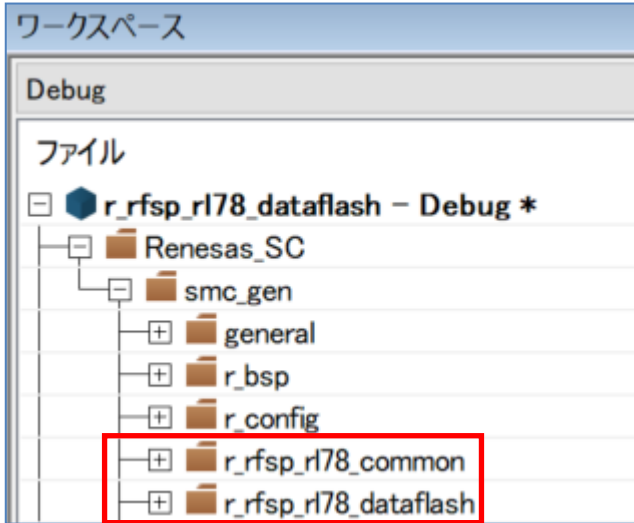 ワークスペース
Debug
ファイル
r_rfsp_rl78_dataflash - Debug *
Renesas_SC
smc_gen
general
r_bsp
r_config
r_rfsp_rl78_common
r_rfsp_rl78_dataflash